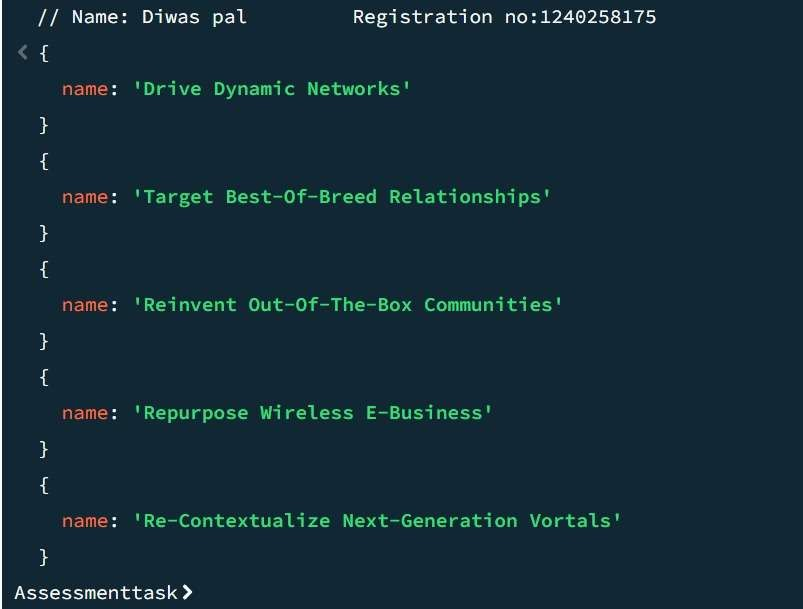 // Name: Diwas pal Registration no:1240258175
{
name: 'Drive Dynamic Networks'
}
{
name: 'Target Best-Of-Breed Relationships'
}
{
name: 'Reinvent Out-Of-The-Box Communities'
}
{
name: 'Repurpose Wireless E-Business'
}
{
name: 'Re-Contextualize Next-Generation Vortals'
}
Assessmenttask>